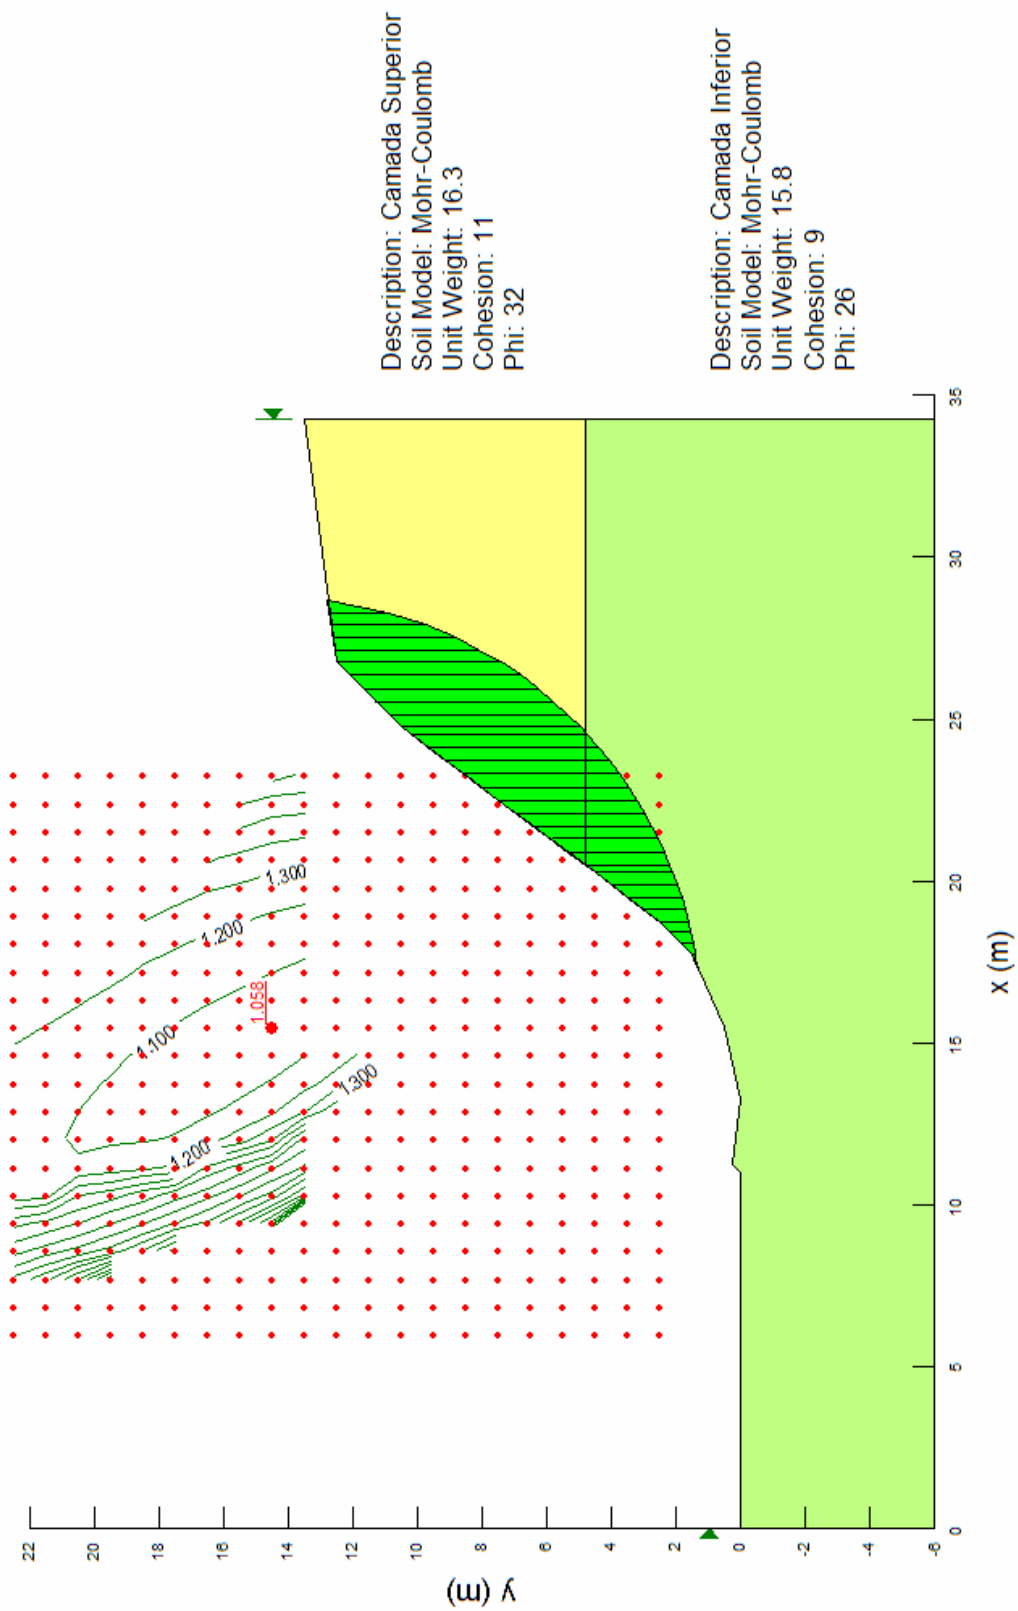 Description: Camada Superior
Soil Model: Mohr-Coulomb
Unit Weight: 16.3
Cohesion: 11
Phi: 32
Description: Camada Inferior
Soil Model: Mohr-Coulomb
Unit Weight: 15.8
Cohesion: 9
Phi: 26
1.200
1.100
1.058
1.200
1.300
1.300
y (m)
22
20
18
16
14
12
10
8
6
4
2
0
-2
-4
-6
0
5
10
15
20
25
30
35
x (m)